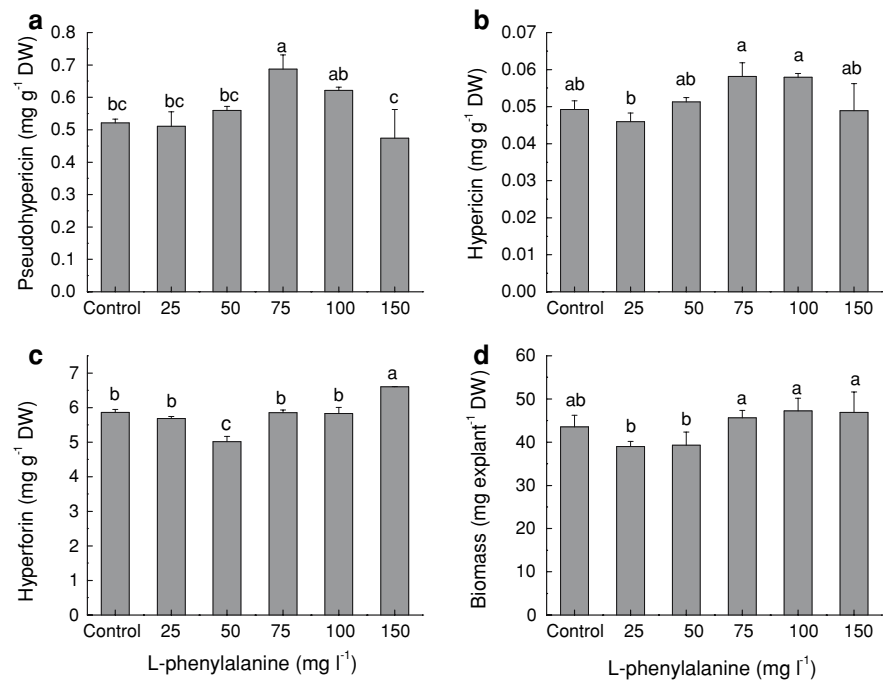 a
0.8
0.7
0.6
0.5
0.4
0.3
0.2
0.1
0.0
Pseudohypericin (mg g⁻¹ DW)
bc bc bc a ab c
Control 25 50 75 100 150
b
0.07
0.06
0.05
0.04
0.03
0.02
0.01
0.00
Hypericin (mg g⁻¹ DW)
ab b ab a a ab
Control 25 50 75 100 150
c
7
6
5
4
3
2
1
0
Hyperforin (mg g⁻¹ DW)
b b c b b a
Control 25 50 75 100 150
L-phenylalanine (mg l⁻¹)
d
60
50
40
30
20
10
0
Biomass (mg explant⁻¹ DW)
ab b b a a a
Control 25 50 75 100 150
L-phenylalanine (mg l⁻¹)